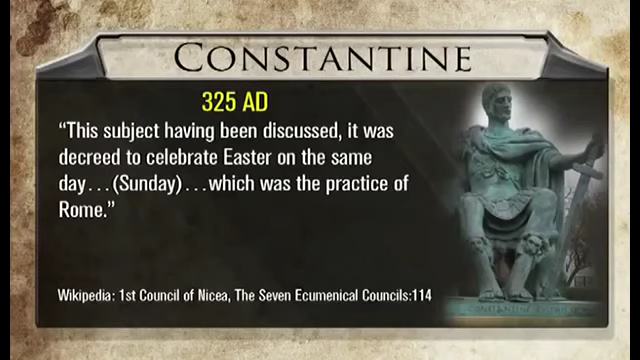 CONSTANTINE
325 AD
“This subject having been discussed, it was
decreed to celebrate Easter on the same
day...(Sunday)...which was the practice of
Rome.”
Wikipedia: 1st Council of Nicea, The Seven Ecumenical Councils:114
CONSTANTINE